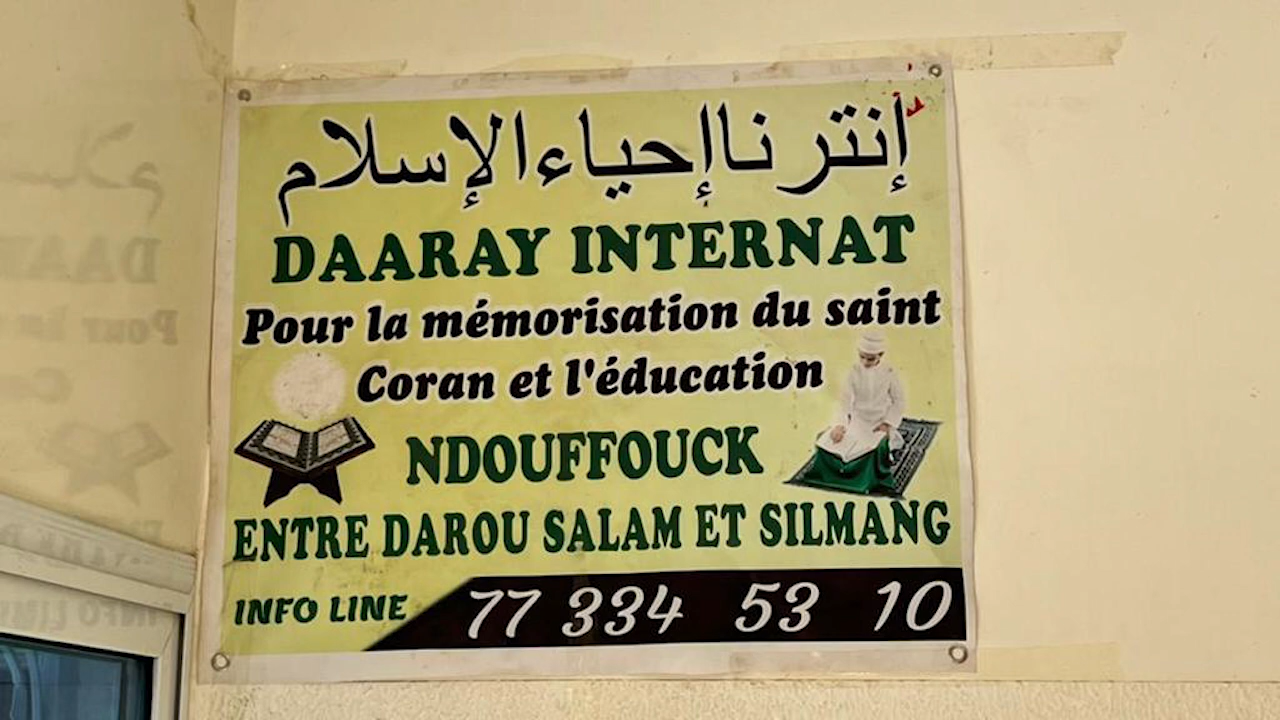 إنترنا إحياء الإسلام
DAARAY INTERNAT
Pour la mémorisation du saint
Coran et l'éducation
NDOUFFOUCK
ENTRE DAROU SALAM ET SILMANG
INFO LINE 77 334 53 10